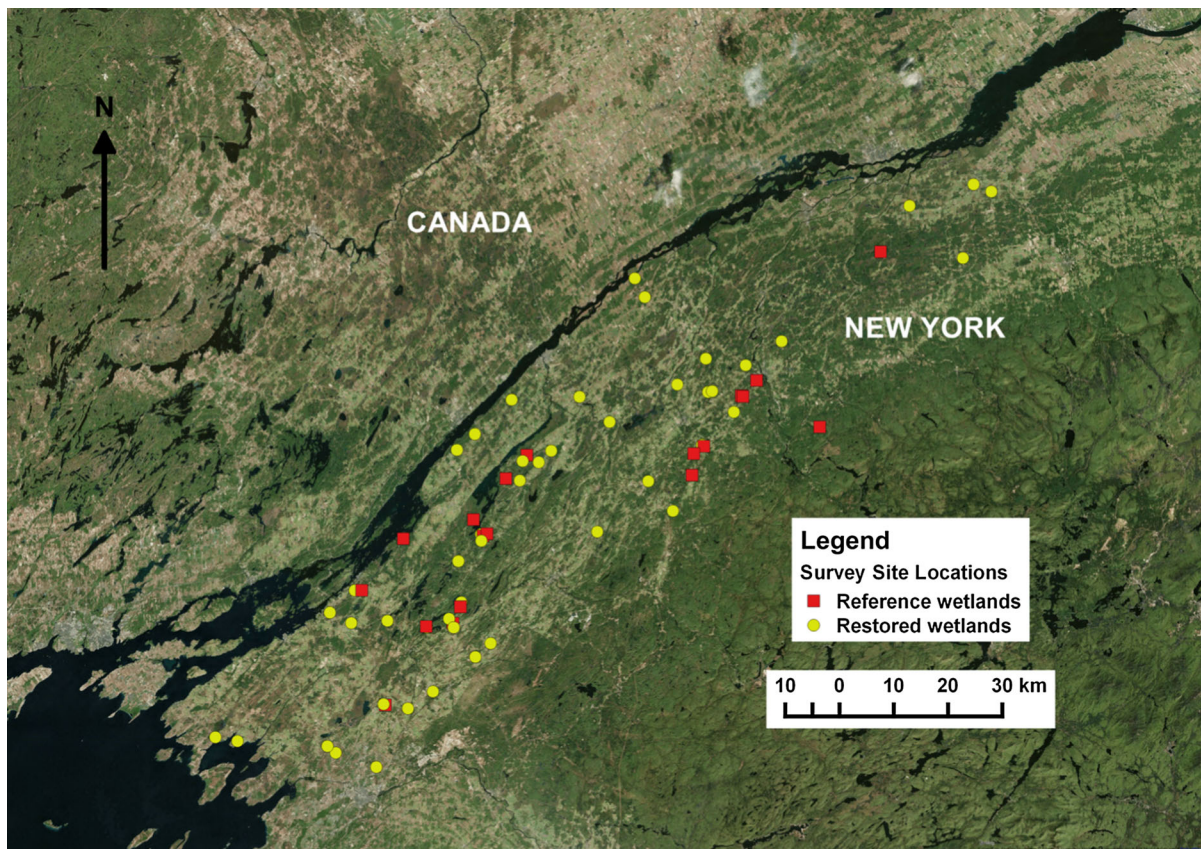 N
CANADA
NEW YORK
Legend
Survey Site Locations
Reference wetlands
Restored wetlands
10 0 10 20 30 km